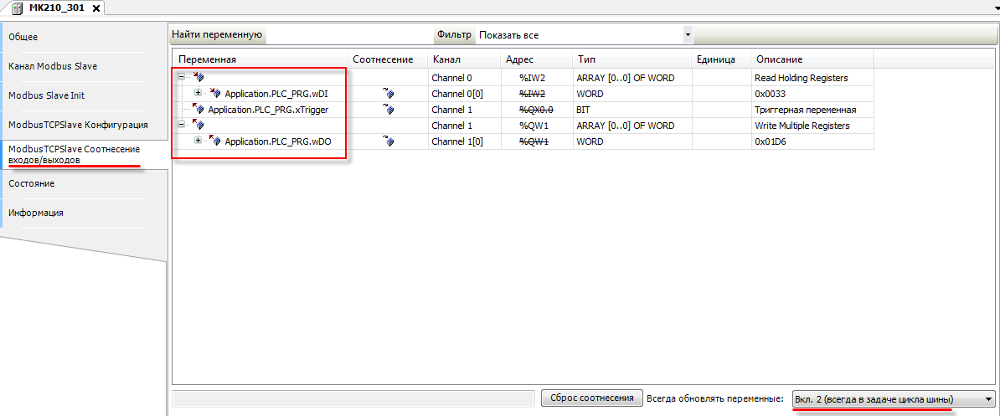 MK210_301
Общее
Канал Modbus Slave
Modbus Slave Init
ModbusTCPSlave Конфигурация
ModbusTCPSlave Соотнесение
входов/выходов
Состояние
Информация
Найти переменную Фильтр Показать все
Переменная Соотнесение Канал Адрес Тип Единица Описание
Channel 0 %IW2 ARRAY [0..0] OF WORD Read Holding Registers
Application.PLC_PRG.wDI Channel 0[0] %IW2 WORD 0x0033
Application.PLC_PRG.xTrigger Channel 1 %QX0.0 BIT Триггерная переменная
Channel 1 %QW1 ARRAY [0..0] OF WORD Write Multiple Registers
Application.PLC_PRG.wDO Channel 1[0] %QW1 WORD 0x01D6
Сброс соотнесения Всегда обновлять переменные: Вкл. 2 (всегда в задаче цикла шины)